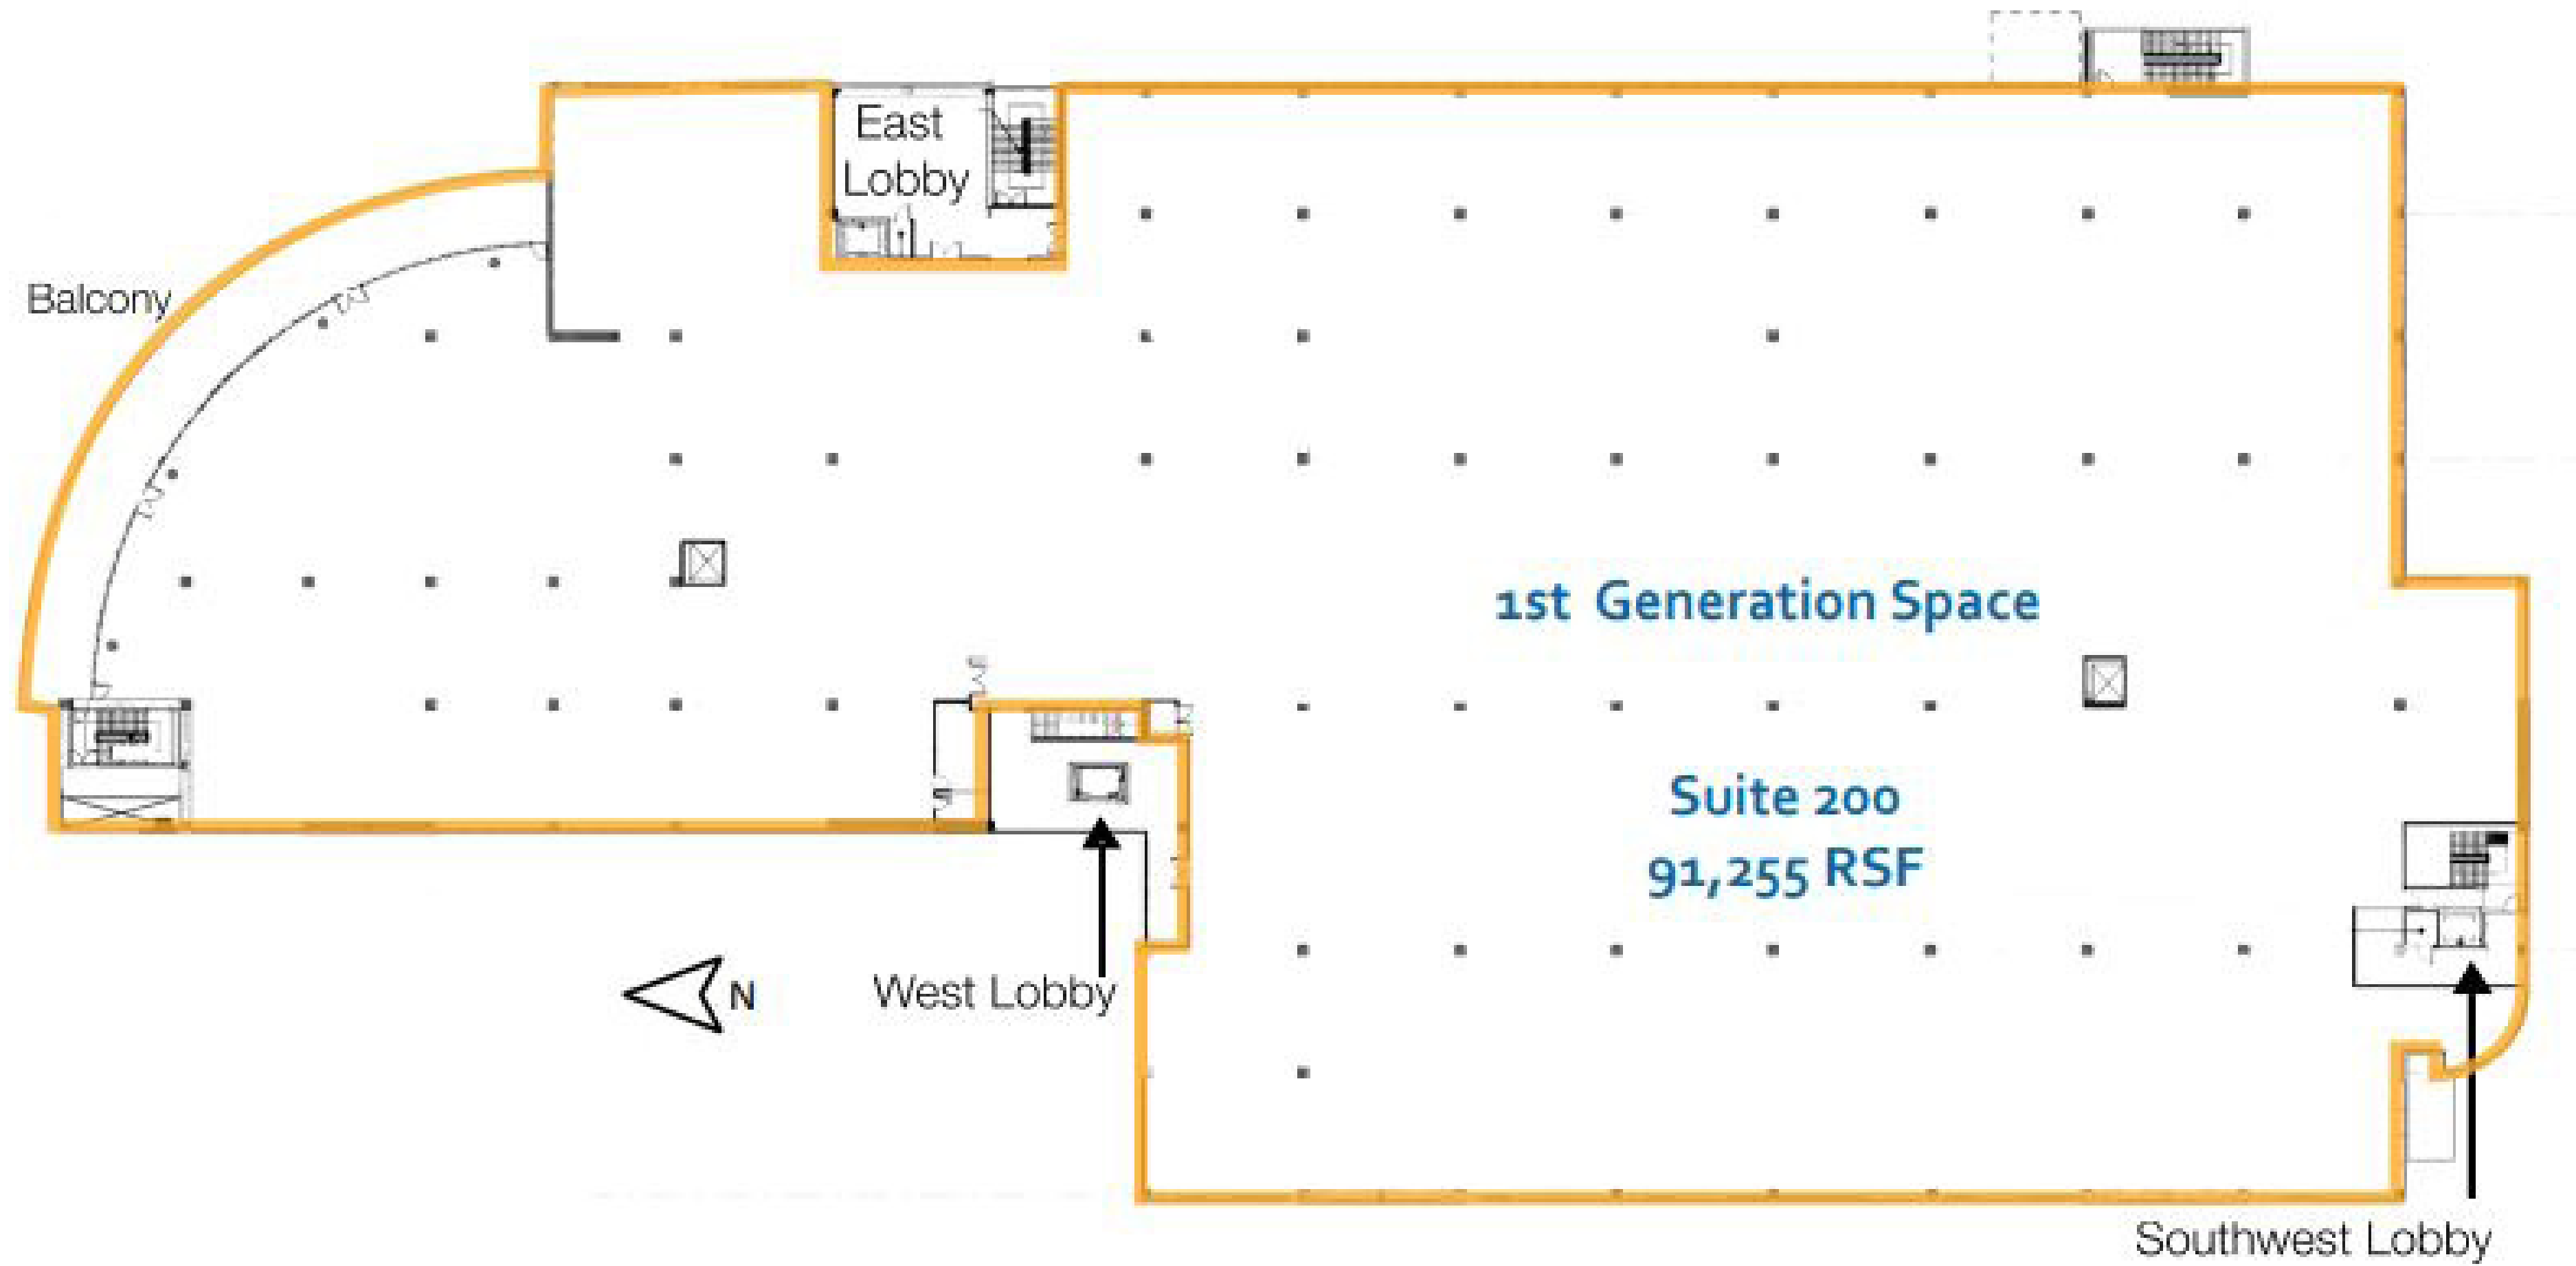 East
Lobby
Balcony
1st Generation Space
Suite 200
91,255 RSF
N
West Lobby
Southwest Lobby